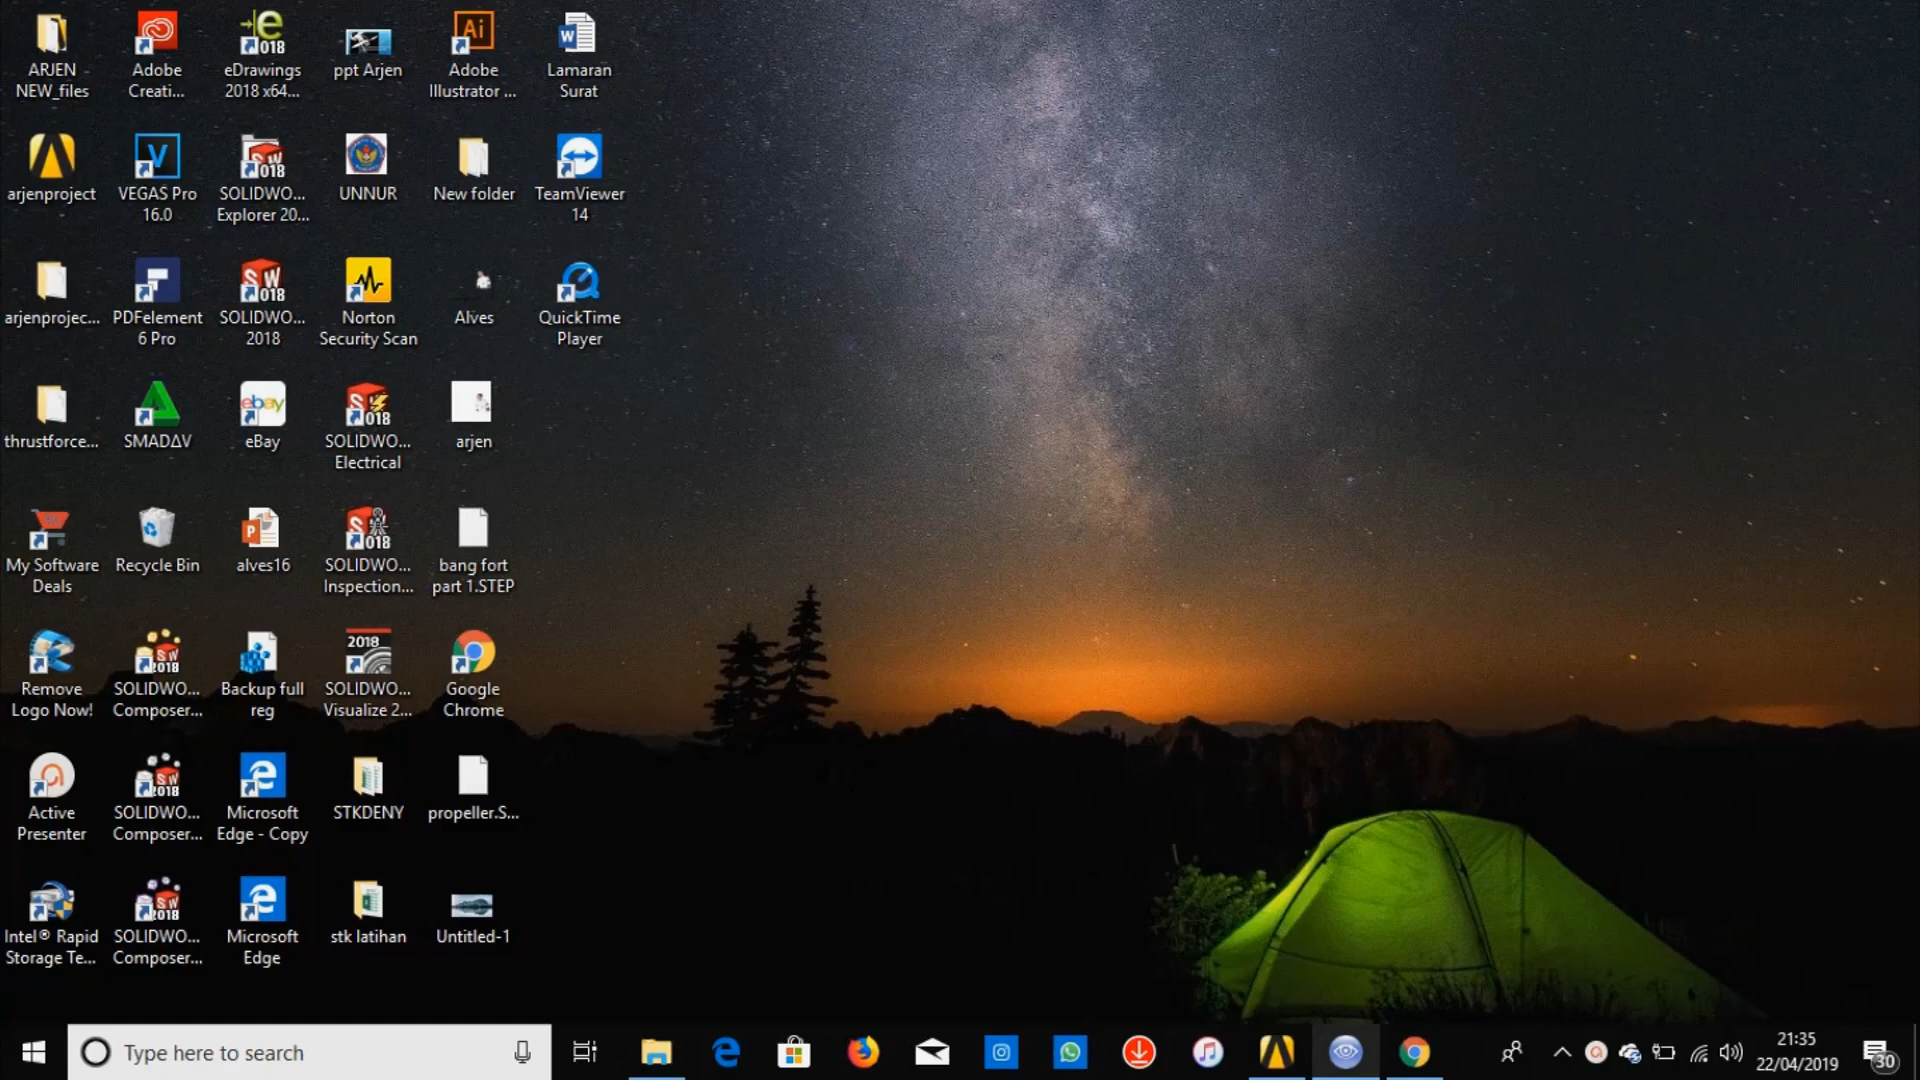 ARJEN
NEW_files
Adobe
Creati...
eDrawings
2018 x64...
ppt Arjen
Adobe
Illustrator ...
Lamaran
Surat
arjenproject
VEGAS Pro
16.0
SOLIDWO...
Explorer 20...
UNNUR
New folder
TeamViewer
14
arjenprojec...
PDFelement
6 Pro
SOLIDWO...
2018
Norton
Security Scan
Alves
QuickTime
Player
thrustforce...
SMADΔV
eBay
SOLIDWO...
Electrical
arjen
My Software
Deals
Recycle Bin
alves16
SOLIDWO...
Inspection...
bang fort
part 1.STEP
Remove
Logo Now!
SOLIDWO...
Composer...
Backup full
reg
SOLIDWO...
Visualize 2...
Google
Chrome
Active
Presenter
SOLIDWO...
Composer...
Microsoft
Edge - Copy
STKDENY
propeller.S...
Intel® Rapid
Storage Te...
SOLIDWO...
Composer...
Microsoft
Edge
stk latihan
Untitled-1
Type here to search
21:35
22/04/2019
30